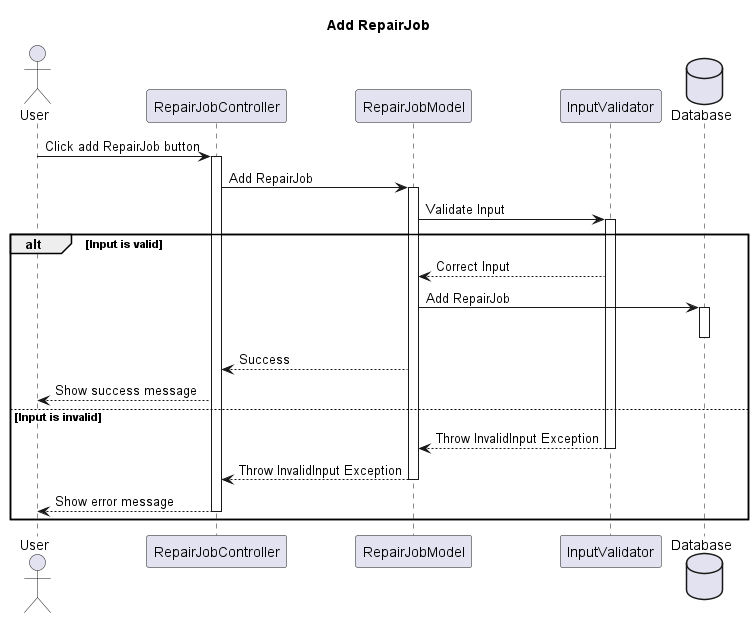 Add RepairJob
User
RepairJobController
RepairJobModel
InputValidator
Database
Click add RepairJob button
Add RepairJob
Validate Input
alt
[Input is valid]
Correct Input
Add RepairJob
Success
Show success message
[Input is invalid]
Throw InvalidInput Exception
Throw InvalidInput Exception
Show error message
User
RepairJobController
RepairJobModel
InputValidator
Database